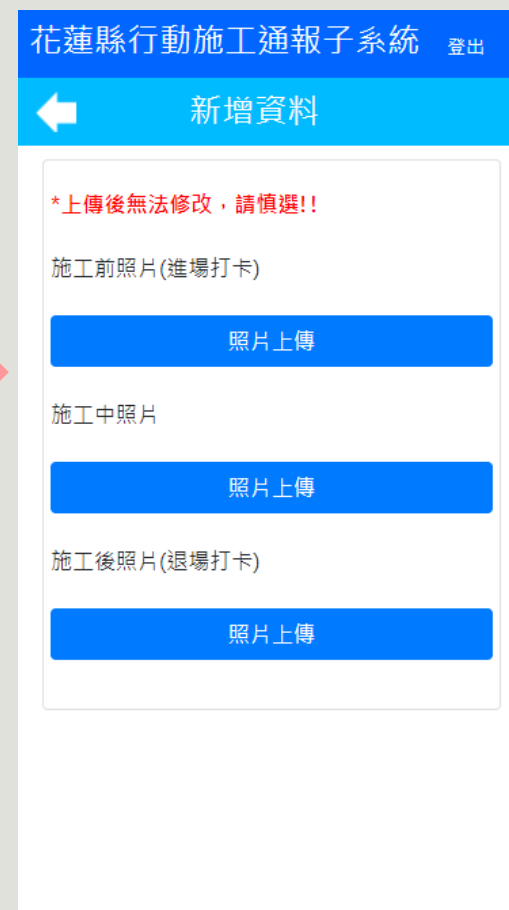 花蓮縣行動施工通報子系統 登出
新增資料
*上傳後無法修改，請慎選!!
施工前照片(進場打卡)
照片上傳
施工中照片
照片上傳
施工後照片(退場打卡)
照片上傳